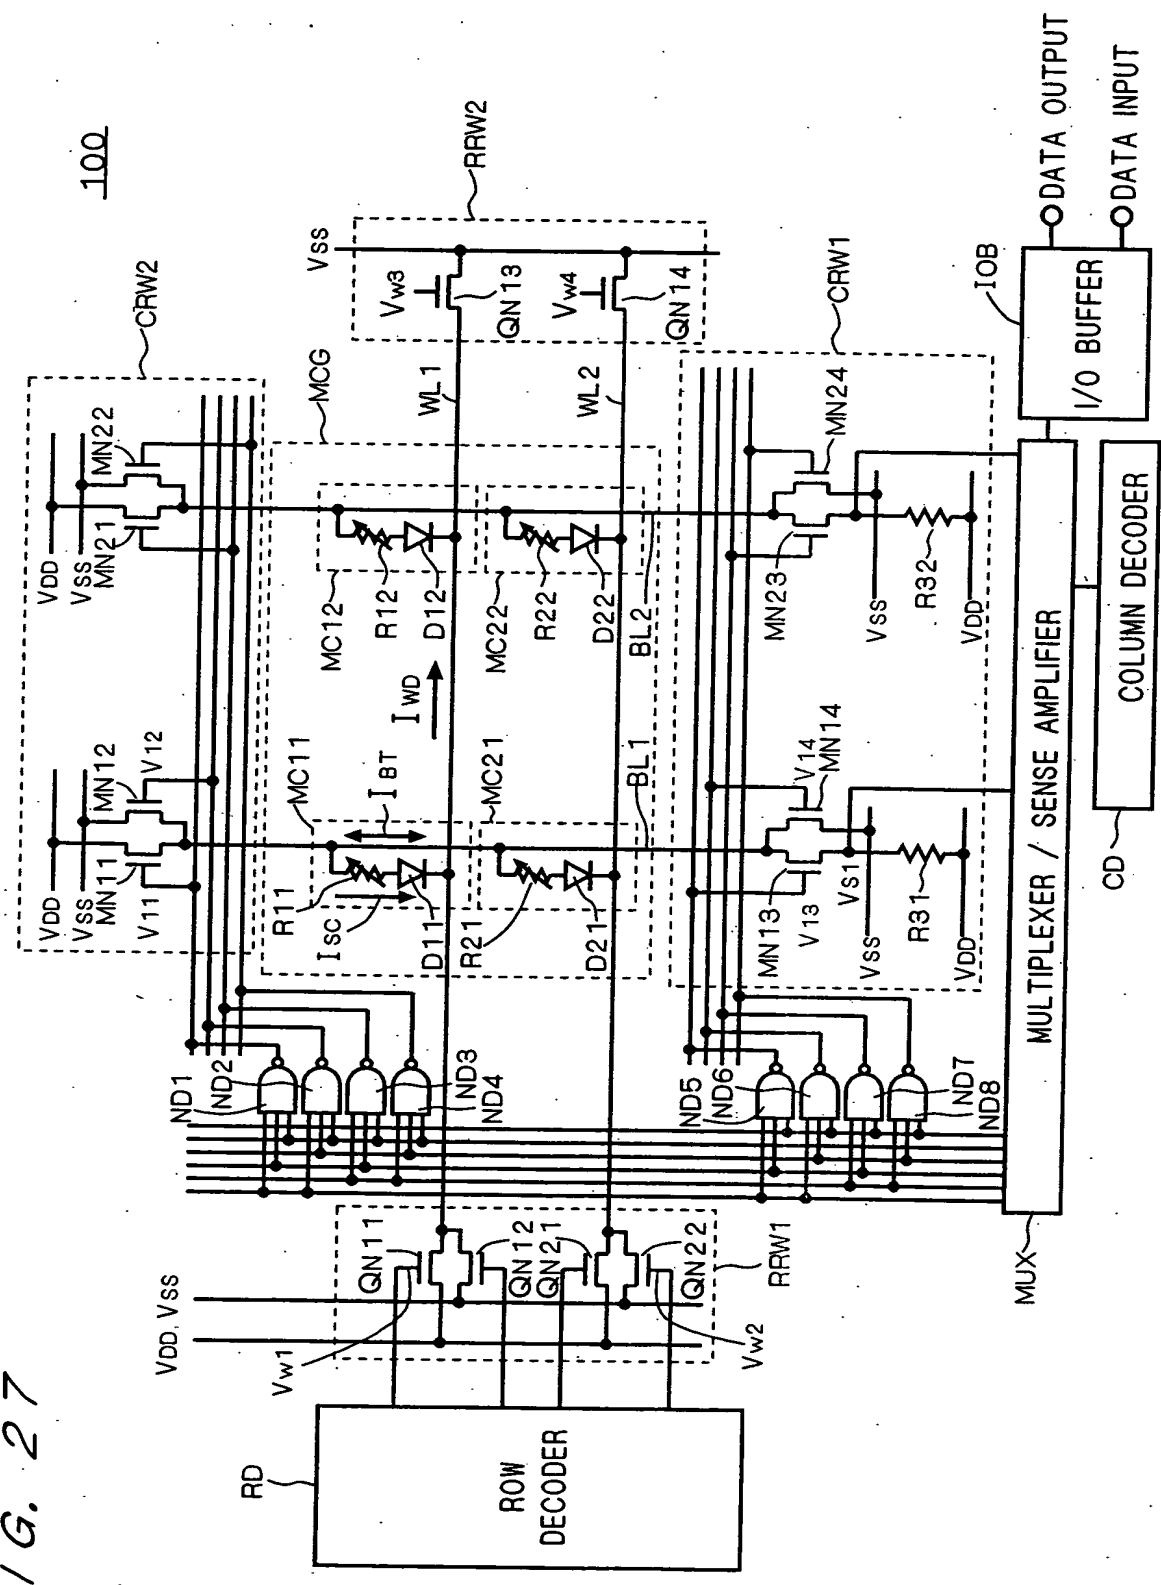 IG. 27
100
CRW2
VDD
VSS
MN21
MN22
VDD
VSS
MN11
MN12
V11
V12
RRW2
VSS
Vw3
QN13
Vw4
QN14
MCG
WL1
WL2
MC12
R12
D12
MC22
R22
D22
BL2
IWD
MC11
IBT
R11
ISC
D11
MC21
R21
D21
BL1
ND1
ND2
ND3
ND4
ND5
ND6
ND7
ND8
CRW1
MN23
MN24
VSS
R32
VDD
MN13
V13
V14
MN14
VS1
VSS
R31
VDD
IOB
I/O BUFFER
DATA OUTPUT
DATA INPUT
MULTIPLEXER / SENSE AMPLIFIER
MUX
COLUMN DECODER
CD
VDD, VSS
QN11
QN12
QN21
QN22
RRW1
Vw1
Vw2
RD
ROW
DECODER